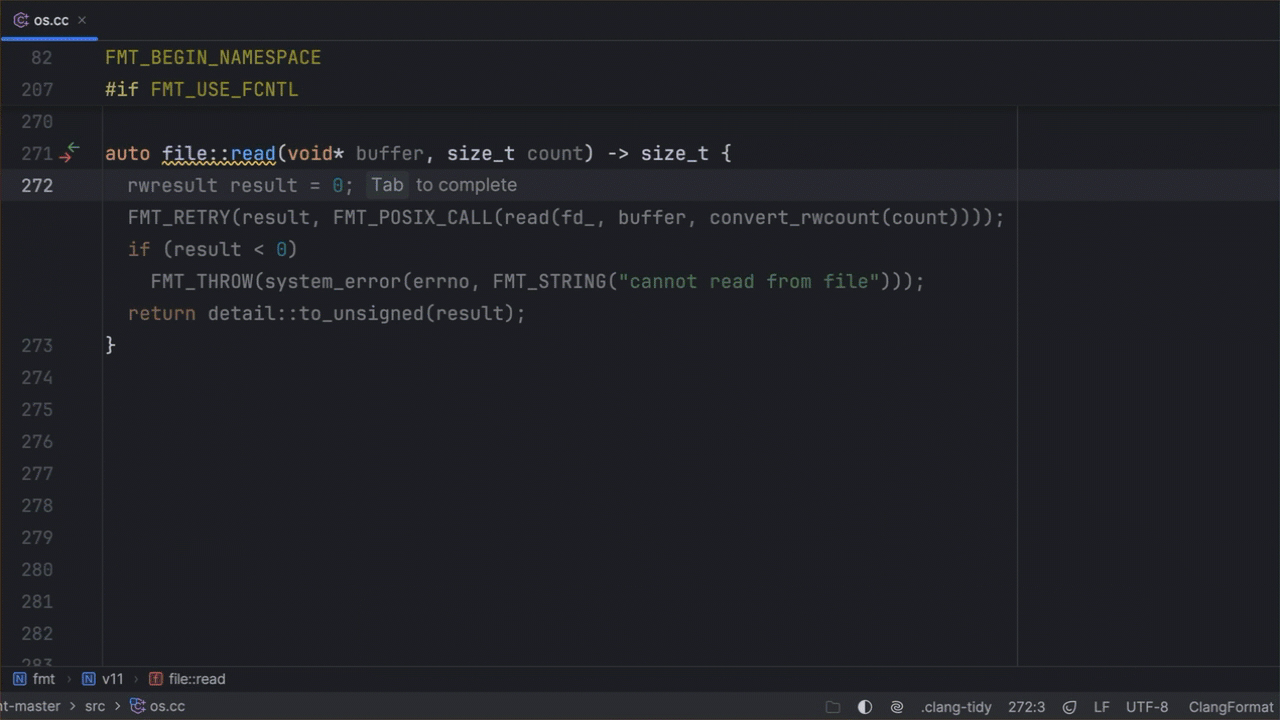 os.cc ×
82 FMT_BEGIN_NAMESPACE
207 #if FMT_USE_FCNTL
270
271 auto file::read(void* buffer, size_t count) -> size_t {
272 rwresult result = 0; Tab to complete
FMT_RETRY(result, FMT_POSIX_CALL(read(fd_, buffer, convert_rwcount(count))));
if (result < 0)
FMT_THROW(system_error(errno, FMT_STRING("cannot read from file")));
return detail::to_unsigned(result);
273 }
274
275
276
277
278
279
280
281
282
283
N fmt > N v11 > f file::read
nt-master > src > os.cc .clang-tidy 272:3 LF UTF-8 ClangFormat